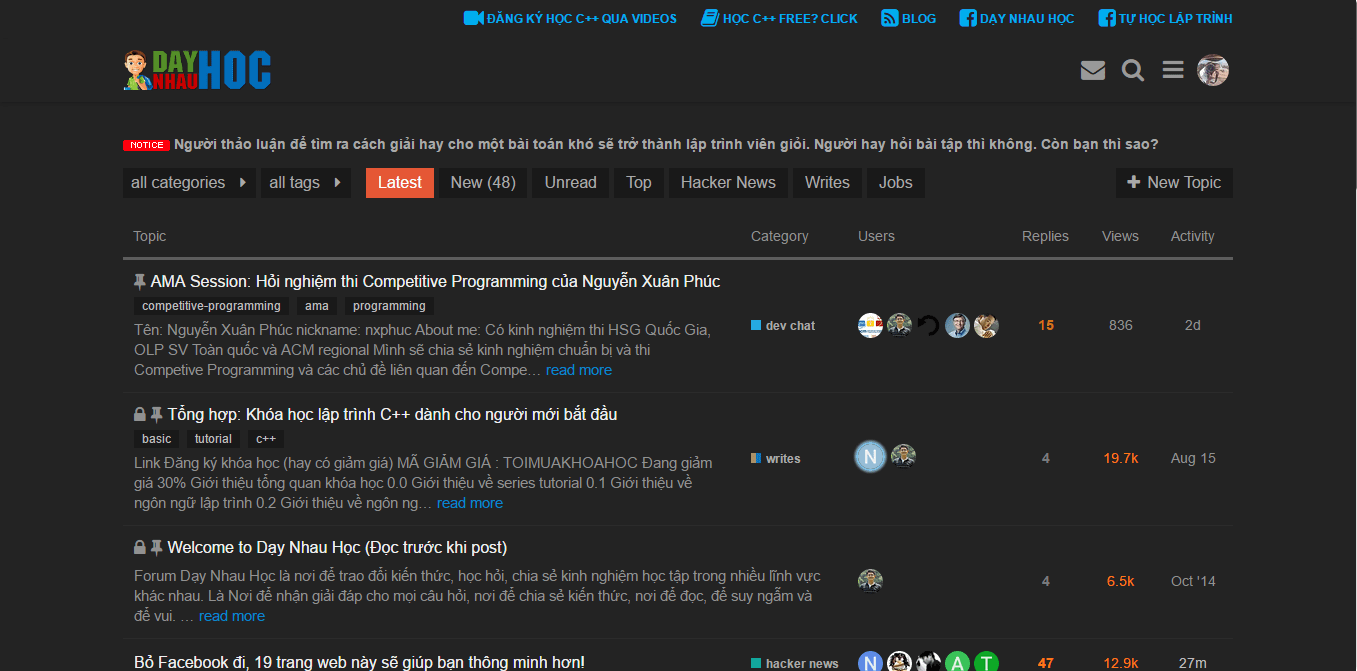 ĐĂNG KÝ HỌC C++ QUA VIDEOS HỌC C++ FREE? CLICK BLOG DẠY NHAU HỌC TỰ HỌC LẬP TRÌNH
DẠY NHAU HỌC
NOTICE Người thảo luận để tìm ra cách giải hay cho một bài toán khó sẽ trở thành lập trình viên giỏi. Người hay hỏi bài tập thì không. Còn bạn thì sao?
all categories all tags Latest New (48) Unread Top Hacker News Writes Jobs New Topic
Topic Category Users Replies Views Activity
AMA Session: Hỏi nghiệm thi Competitive Programming của Nguyễn Xuân Phúc
competitive-programming ama programming
dev chat 15 836 2d
Tên: Nguyễn Xuân Phúc nickname: nxphuc About me: Có kinh nghiệm thi HSG Quốc Gia,
OLP SV Toàn quốc và ACM regional Mình sẽ chia sẻ kinh nghiệm chuẩn bị và thi
Competive Programming và các chủ đề liên quan đến Compe… read more
Tổng hợp: Khóa học lập trình C++ dành cho người mới bắt đầu
basic tutorial c++
writes N 4 19.7k Aug 15
Link Đăng ký khóa học (hay có giảm giá) MÃ GIẢM GIÁ : TOIMUAKHOAHOC Đang giảm
giá 30% Giới thiệu tổng quan khóa học 0.0 Giới thiệu về series tutorial 0.1 Giới thiệu về
ngôn ngữ lập trình 0.2 Giới thiệu về ngôn ng… read more
Welcome to Dạy Nhau Học (Đọc trước khi post)
Forum Dạy Nhau Học là nơi để trao đổi kiến thức, học hỏi, chia sẻ kinh nghiệm học tập trong nhiều lĩnh vực
4 6.5k Oct '14
khác nhau. Là Nơi để nhận giải đáp cho mọi câu hỏi, nơi để chia sẻ kiến thức, nơi để đọc, để suy ngẫm và
để vui. … read more
Bỏ Facebook đi, 19 trang web này sẽ giúp bạn thông minh hơn! hacker news N A T 47 12.9k 27m